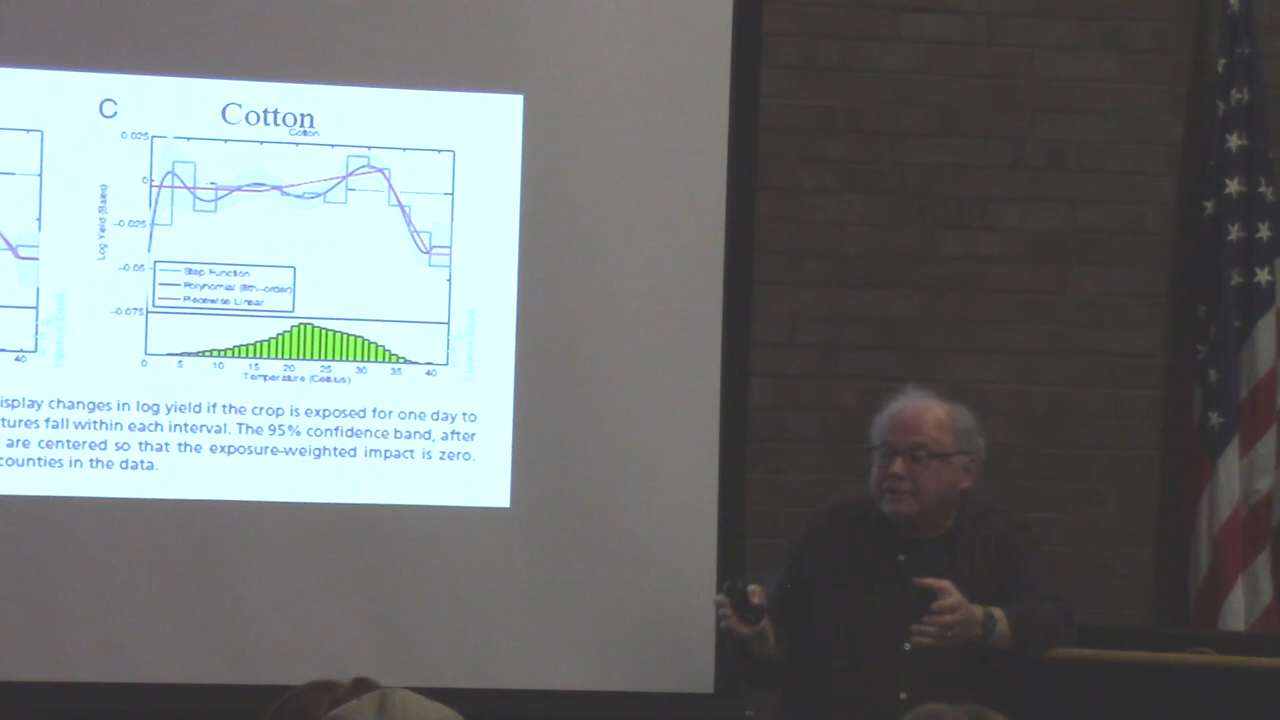 C
Cotton
Cotton
0.025
0
-0.025
-0.05
-0.075
Log Yield (Bales)
Step Function
Polynomial (8th-order)
Piecewise Linear
0 5 10 15 20 25 30 35 40
Temperature (Celsius)
40
isplay changes in log yield if the crop is exposed for one day to
tures fall within each interval. The 95% confidence band, after
are centered so that the exposure-weighted impact is zero.
counties in the data.